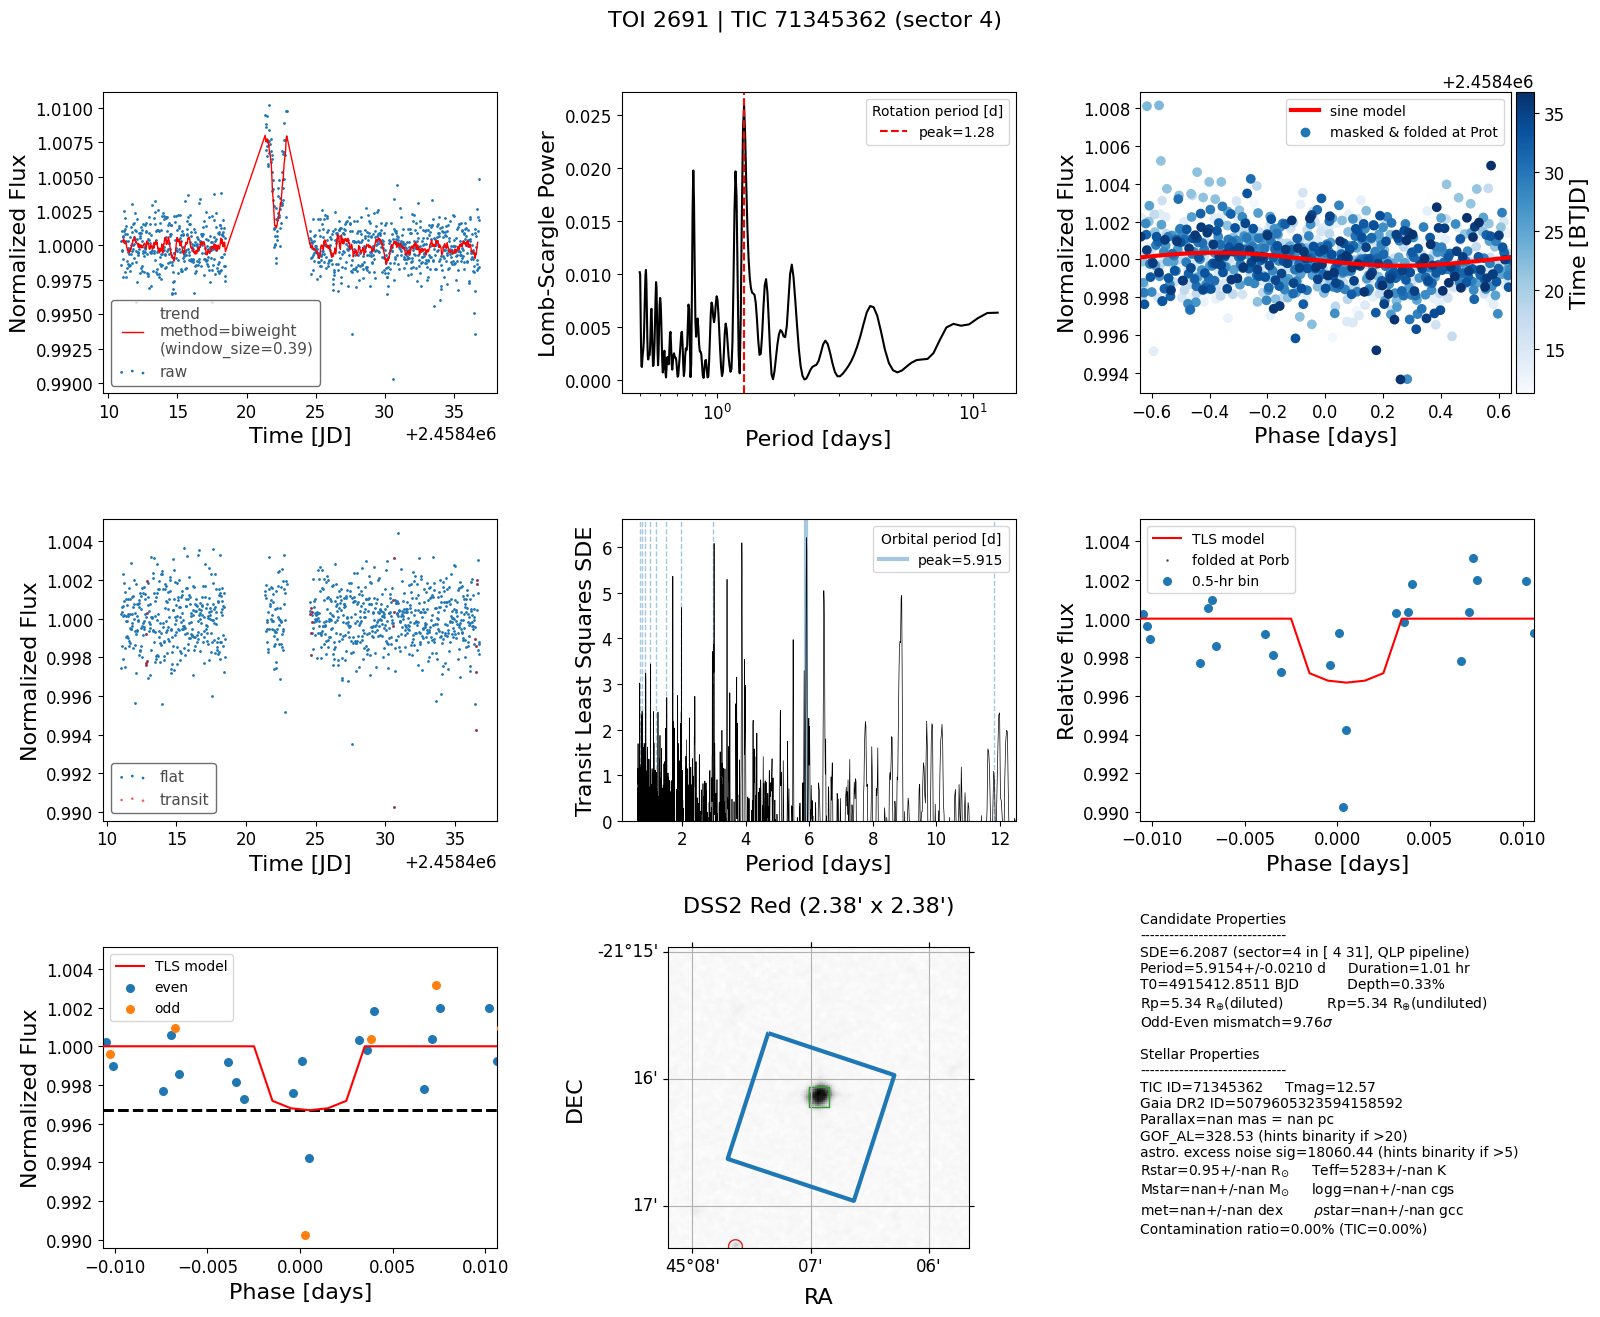 TOI 2691 | TIC 71345362 (sector 4)
Normalized Flux
1.0100
1.0075
1.0050
1.0025
1.0000
0.9975
0.9950
0.9925
0.9900
trend
method=biweight
(window_size=0.39)
raw
10 15 20 25 30 35
Time [JD]
+2.4584e6
Lomb-Scargle Power
0.025
0.020
0.015
0.010
0.005
0.000
Rotation period [d]
peak=1.28
10^0 10^1
Period [days]
+2.4584e6
Normalized Flux
1.008
1.006
1.004
1.002
1.000
0.998
0.996
0.994
sine model
masked & folded at Prot
−0.6 −0.4 −0.2 0.0 0.2 0.4 0.6
Phase [days]
35
30
25
20
15
Time [BTJD]
Normalized Flux
1.004
1.002
1.000
0.998
0.996
0.994
0.992
0.990
flat
transit
10 15 20 25 30 35
Time [JD]
+2.4584e6
Transit Least Squares SDE
6
5
4
3
2
1
0
Orbital period [d]
peak=5.915
2 4 6 8 10 12
Period [days]
Relative flux
1.004
1.002
1.000
0.998
0.996
0.994
0.992
0.990
TLS model
folded at Porb
0.5-hr bin
−0.010 −0.005 0.000 0.005 0.010
Phase [days]
Normalized Flux
1.004
1.002
1.000
0.998
0.996
0.994
0.992
0.990
TLS model
even
odd
−0.010 −0.005 0.000 0.005 0.010
Phase [days]
DSS2 Red (2.38' x 2.38')
DEC
-21°15'
16'
17'
45°08' 07' 06'
RA
Candidate Properties
------------------------------
SDE=6.2087 (sector=4 in [ 4 31], QLP pipeline)
Period=5.9154+/-0.0210 d Duration=1.01 hr
T0=4915412.8511 BJD Depth=0.33%
Rp=5.34 R⊕(diluted) Rp=5.34 R⊕(undiluted)
Odd-Even mismatch=9.76σ
Stellar Properties
------------------------------
TIC ID=71345362 Tmag=12.57
Gaia DR2 ID=5079605323594158592
Parallax=nan mas = nan pc
GOF_AL=328.53 (hints binarity if >20)
astro. excess noise sig=18060.44 (hints binarity if >5)
Rstar=0.95+/-nan R☉ Teff=5283+/-nan K
Mstar=nan+/-nan M☉ logg=nan+/-nan cgs
met=nan+/-nan dex ρstar=nan+/-nan gcc
Contamination ratio=0.00% (TIC=0.00%)